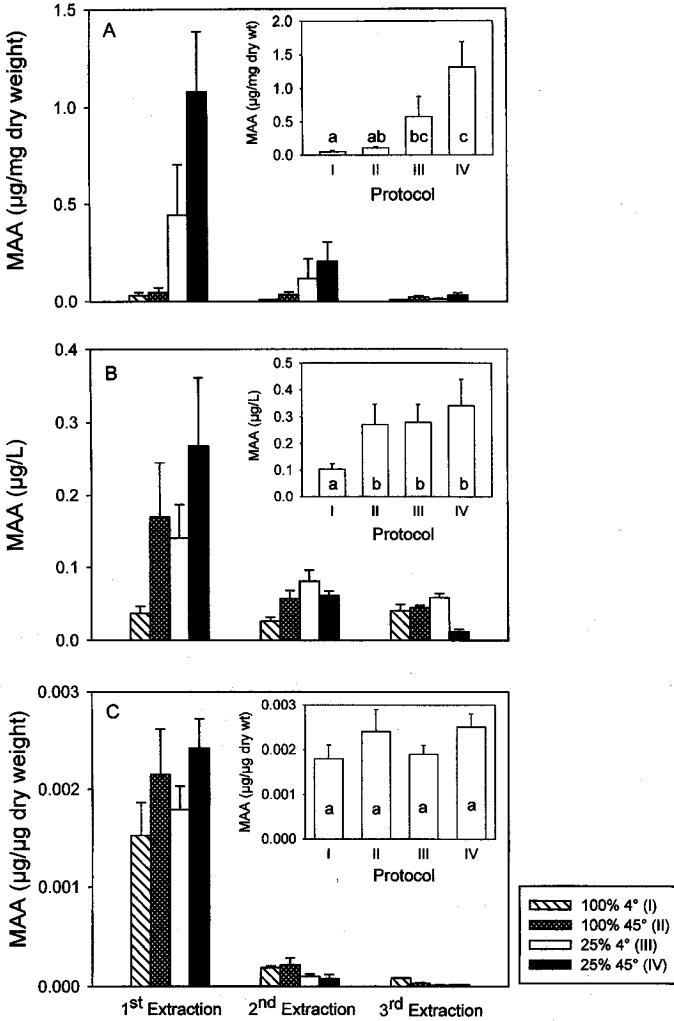 A
MAA (µg/mg dry weight)
1.5
1.0
0.5
0.0
MAA (µg/mg dry wt)
2.0
1.5
1.0
0.5
0.0
a ab bc c
I II III IV
Protocol
B
MAA (µg/L)
0.4
0.3
0.2
0.1
0.0
MAA (µg/L)
0.5
0.4
0.3
0.2
0.1
0.0
a b b b
I II III IV
Protocol
C
MAA (µg/µg dry weight)
0.003
0.002
0.001
0.000
MAA (µg/µg dry wt)
0.003
0.002
0.001
0.000
a a a a
I II III IV
Protocol
1st Extraction 2nd Extraction 3rd Extraction
100% 4° (I)
100% 45° (II)
25% 4° (III)
25% 45° (IV)